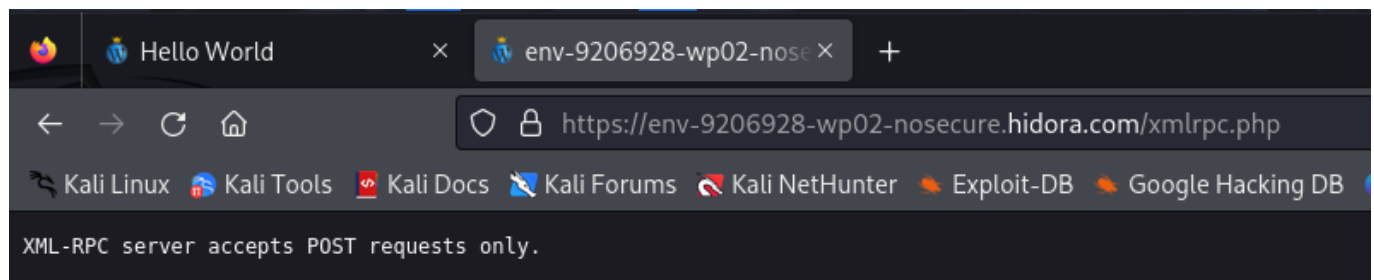 Hello World
env-9206928-wp02-nose
https://env-9206928-wp02-nosecure.hidora.com/xmlrpc.php
Kali Linux Kali Tools Kali Docs Kali Forums Kali NetHunter Exploit-DB Google Hacking DB
XML-RPC server accepts POST requests only.